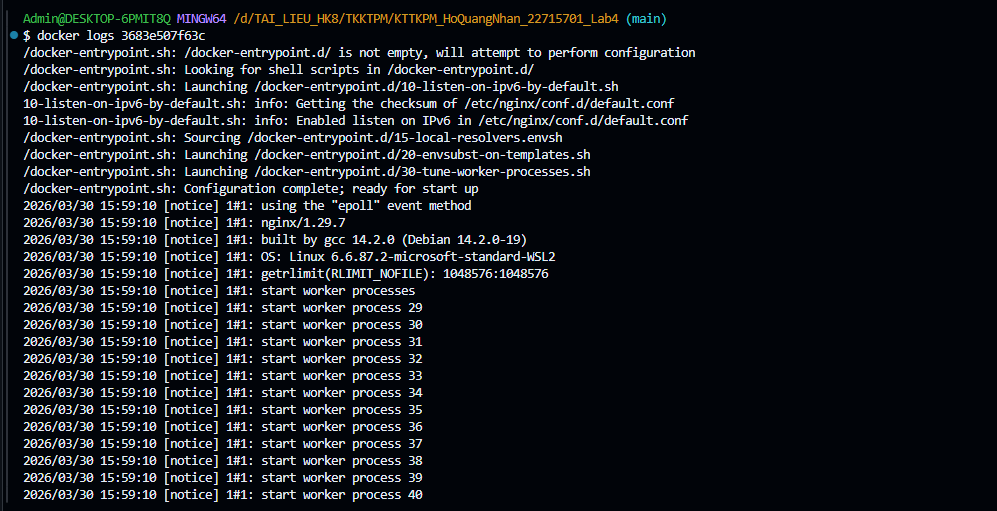 Admin@DESKTOP-6PMIT8Q MINGW64 /d/TAI_LIEU_HK8/TKKTPM/KTTKPM_HoQuangNhan_22715701_Lab4 (main)
$ docker logs 3683e507f63c
/docker-entrypoint.sh: /docker-entrypoint.d/ is not empty, will attempt to perform configuration
/docker-entrypoint.sh: Looking for shell scripts in /docker-entrypoint.d/
/docker-entrypoint.sh: Launching /docker-entrypoint.d/10-listen-on-ipv6-by-default.sh
10-listen-on-ipv6-by-default.sh: info: Getting the checksum of /etc/nginx/conf.d/default.conf
10-listen-on-ipv6-by-default.sh: info: Enabled listen on IPv6 in /etc/nginx/conf.d/default.conf
/docker-entrypoint.sh: Sourcing /docker-entrypoint.d/15-local-resolvers.envsh
/docker-entrypoint.sh: Launching /docker-entrypoint.d/20-envsubst-on-templates.sh
/docker-entrypoint.sh: Launching /docker-entrypoint.d/30-tune-worker-processes.sh
/docker-entrypoint.sh: Configuration complete; ready for start up
2026/03/30 15:59:10 [notice] 1#1: using the "epoll" event method
2026/03/30 15:59:10 [notice] 1#1: nginx/1.29.7
2026/03/30 15:59:10 [notice] 1#1: built by gcc 14.2.0 (Debian 14.2.0-19)
2026/03/30 15:59:10 [notice] 1#1: OS: Linux 6.6.87.2-microsoft-standard-WSL2
2026/03/30 15:59:10 [notice] 1#1: getrlimit(RLIMIT_NOFILE): 1048576:1048576
2026/03/30 15:59:10 [notice] 1#1: start worker processes
2026/03/30 15:59:10 [notice] 1#1: start worker process 29
2026/03/30 15:59:10 [notice] 1#1: start worker process 30
2026/03/30 15:59:10 [notice] 1#1: start worker process 31
2026/03/30 15:59:10 [notice] 1#1: start worker process 32
2026/03/30 15:59:10 [notice] 1#1: start worker process 33
2026/03/30 15:59:10 [notice] 1#1: start worker process 34
2026/03/30 15:59:10 [notice] 1#1: start worker process 35
2026/03/30 15:59:10 [notice] 1#1: start worker process 36
2026/03/30 15:59:10 [notice] 1#1: start worker process 37
2026/03/30 15:59:10 [notice] 1#1: start worker process 38
2026/03/30 15:59:10 [notice] 1#1: start worker process 39
2026/03/30 15:59:10 [notice] 1#1: start worker process 40